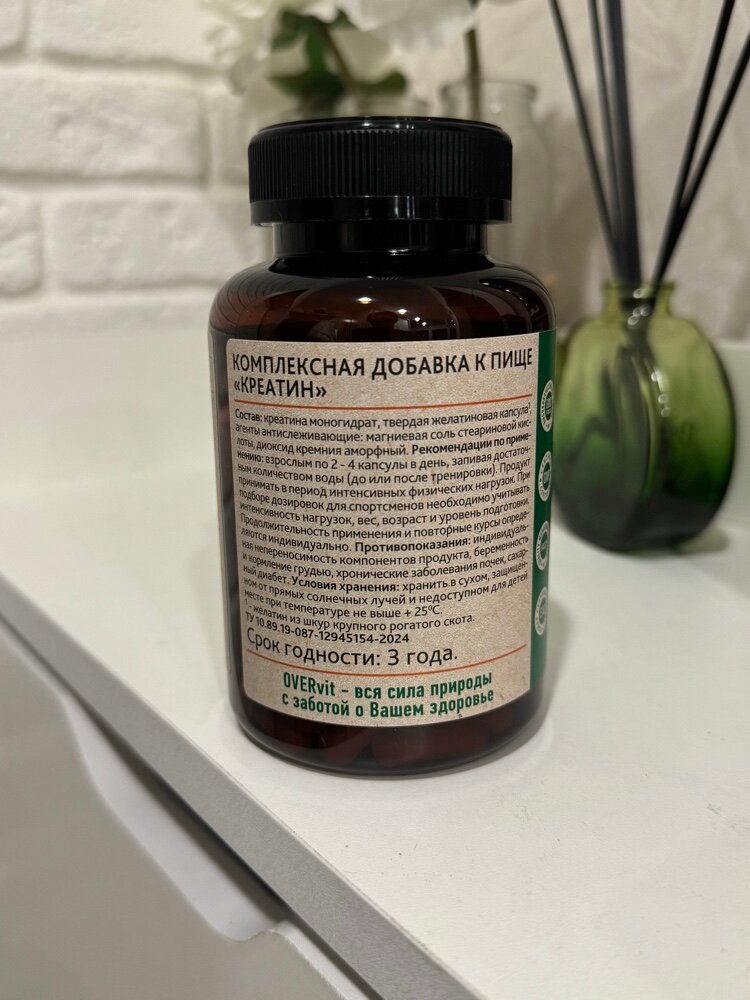 КОМПЛЕКСНАЯ ДОБАВКА К ПИЩЕ
«КРЕАТИН»
Состав: креатина моногидрат, твердая желатиновая капсула¹,
агенты антислеживающие: магниевая соль стеариновой кис-
лоты, диоксид кремния аморфный. Рекомендации по приме-
нению: взрослым по 2 - 4 капсулы в день, запивая достаточ-
ным количеством воды (до или после тренировки). Продукт
принимать в период интенсивных физических нагрузок. При
подборе дозировок для спортсменов необходимо учитывать
интенсивность нагрузок, вес, возраст и уровень подготовки.
Продолжительность применения и повторные курсы опреде-
ляются индивидуально. Противопоказания: индивидуаль-
ная непереносимость компонентов продукта, беременность
и кормление грудью, хронические заболевания почек, сахар-
ный диабет. Условия хранения: хранить в сухом, защищен-
ном от прямых солнечных лучей и недоступном для детей
месте при температуре не выше + 25°С.
¹ - желатин из шкур крупного рогатого скота.
ТУ 10.89.19-087-12945154-2024
Срок годности: 3 года.
OVERvit – вся сила природы
с заботой о Вашем здоровье